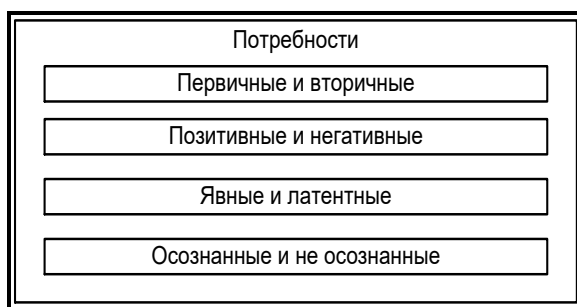 Потребности
Первичные и вторичные
Позитивные и негативные
Явные и латентные
Осознанные и не осознанные